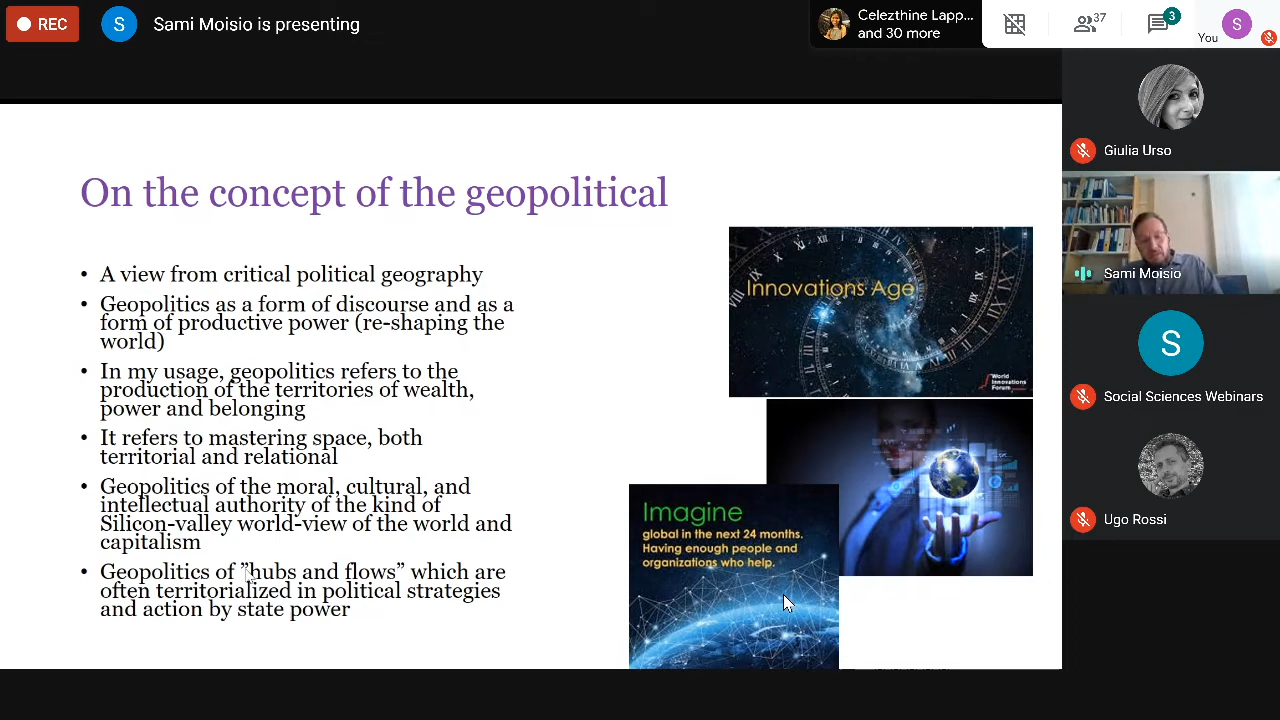 REC
S
Sami Moisio is presenting
Celezthine Lapp...
and 30 more
37
3
You
S
Giulia Urso
Sami Moisio
S
Social Sciences Webinars
Ugo Rossi
On the concept of the geopolitical
• A view from critical political geography
• Geopolitics as a form of discourse and as a
form of productive power (re-shaping the
world)
• In my usage, geopolitics refers to the
production of the territories of wealth,
power and belonging
• It refers to mastering space, both
territorial and relational
• Geopolitics of the moral, cultural, and
intellectual authority of the kind of
Silicon-valley world-view of the world and
capitalism
• Geopolitics of ”hubs and flows” which are
often territorialized in political strategies
and action by state power
Innovations Age
World
Innovations
Forum
Imagine
global in the next 24 months.
Having enough people and
organizations who help.